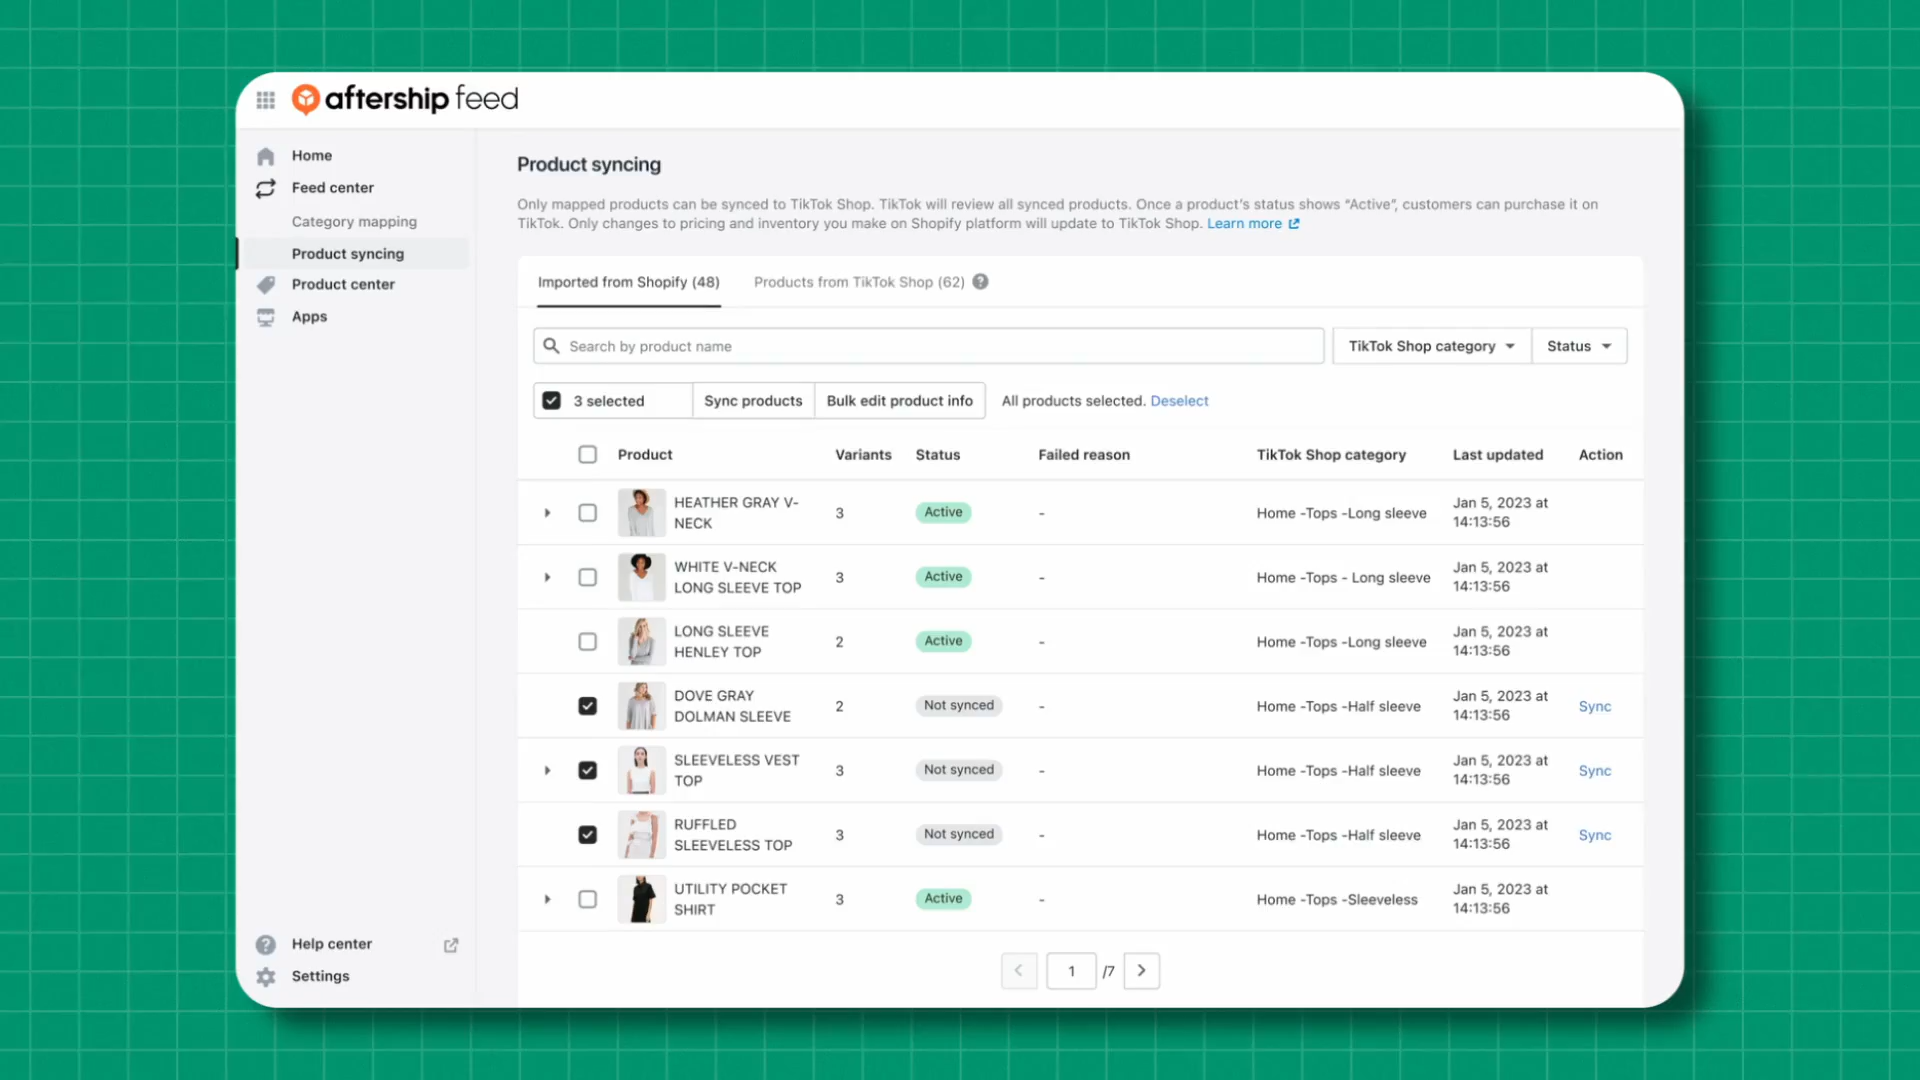 aftership feed
Home
Feed center
Category mapping
Product syncing
Product center
Apps
Help center
Settings
Product syncing
Only mapped products can be synced to TikTok Shop. TikTok will review all synced products. Once a product's status shows “Active”, customers can purchase it on
TikTok. Only changes to pricing and inventory you make on Shopify platform will update to TikTok Shop. Learn more
Imported from Shopify (48) Products from TikTok Shop (62) ?
Search by product name TikTok Shop category Status
3 selected Sync products Bulk edit product info All products selected. Deselect
Product Variants Status Failed reason TikTok Shop category Last updated Action
HEATHER GRAY V-
NECK
3 Active - Home -Tops -Long sleeve
Jan 5, 2023 at
14:13:56
WHITE V-NECK
LONG SLEEVE TOP
3 Active - Home -Tops - Long sleeve
Jan 5, 2023 at
14:13:56
LONG SLEEVE
HENLEY TOP
2 Active - Home -Tops -Long sleeve
Jan 5, 2023 at
14:13:56
DOVE GRAY
DOLMAN SLEEVE
2 Not synced - Home -Tops -Half sleeve
Jan 5, 2023 at
14:13:56
Sync
SLEEVELESS VEST
TOP
3 Not synced - Home -Tops -Half sleeve
Jan 5, 2023 at
14:13:56
Sync
RUFFLED
SLEEVELESS TOP
3 Not synced - Home -Tops -Half sleeve
Jan 5, 2023 at
14:13:56
Sync
UTILITY POCKET
SHIRT
3 Active - Home -Tops -Sleeveless
Jan 5, 2023 at
14:13:56
1 /7